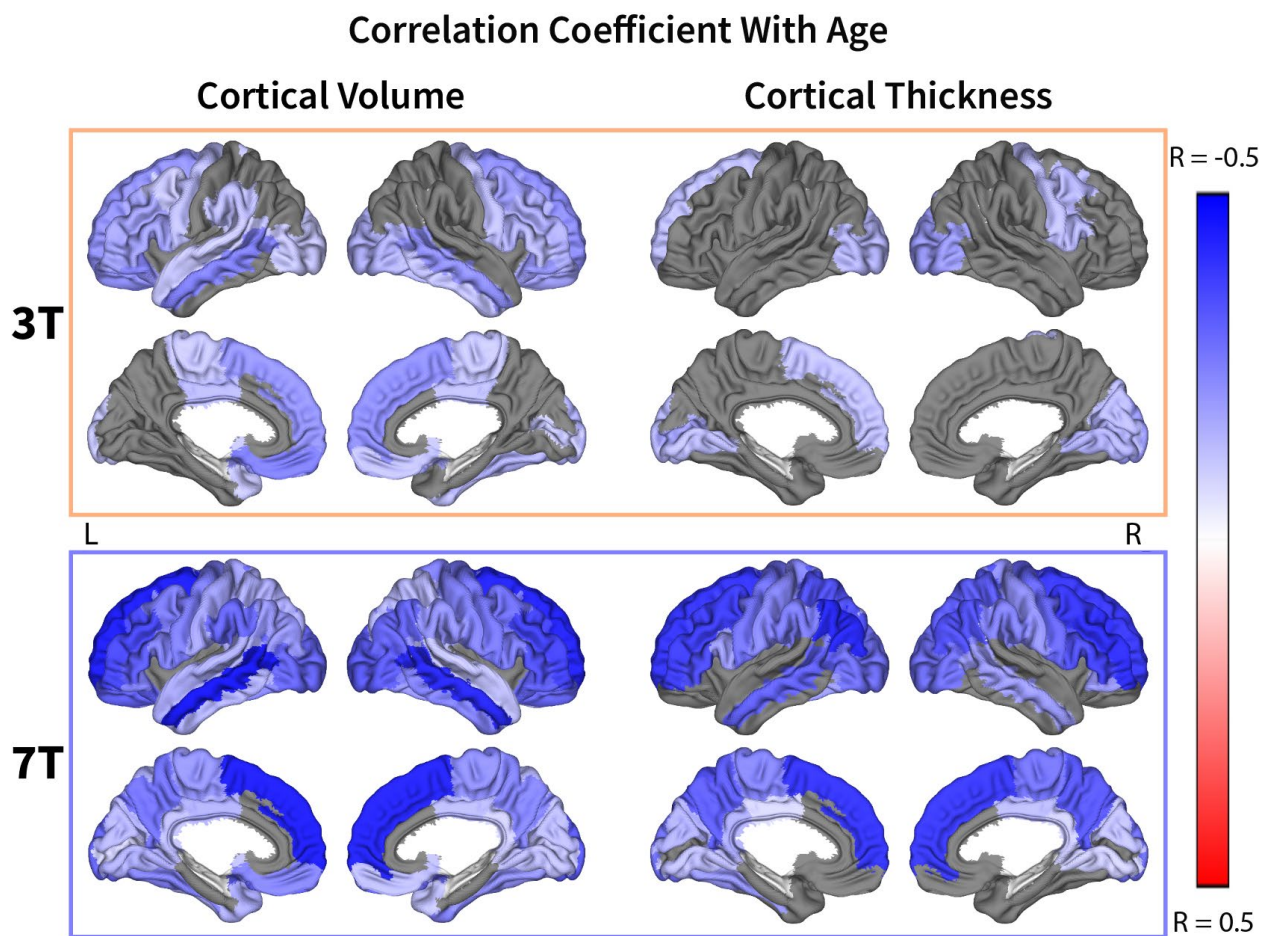 Correlation Coefficient With Age
Cortical Volume
Cortical Thickness
R = -0.5
3T
L
R
7T
R = 0.5